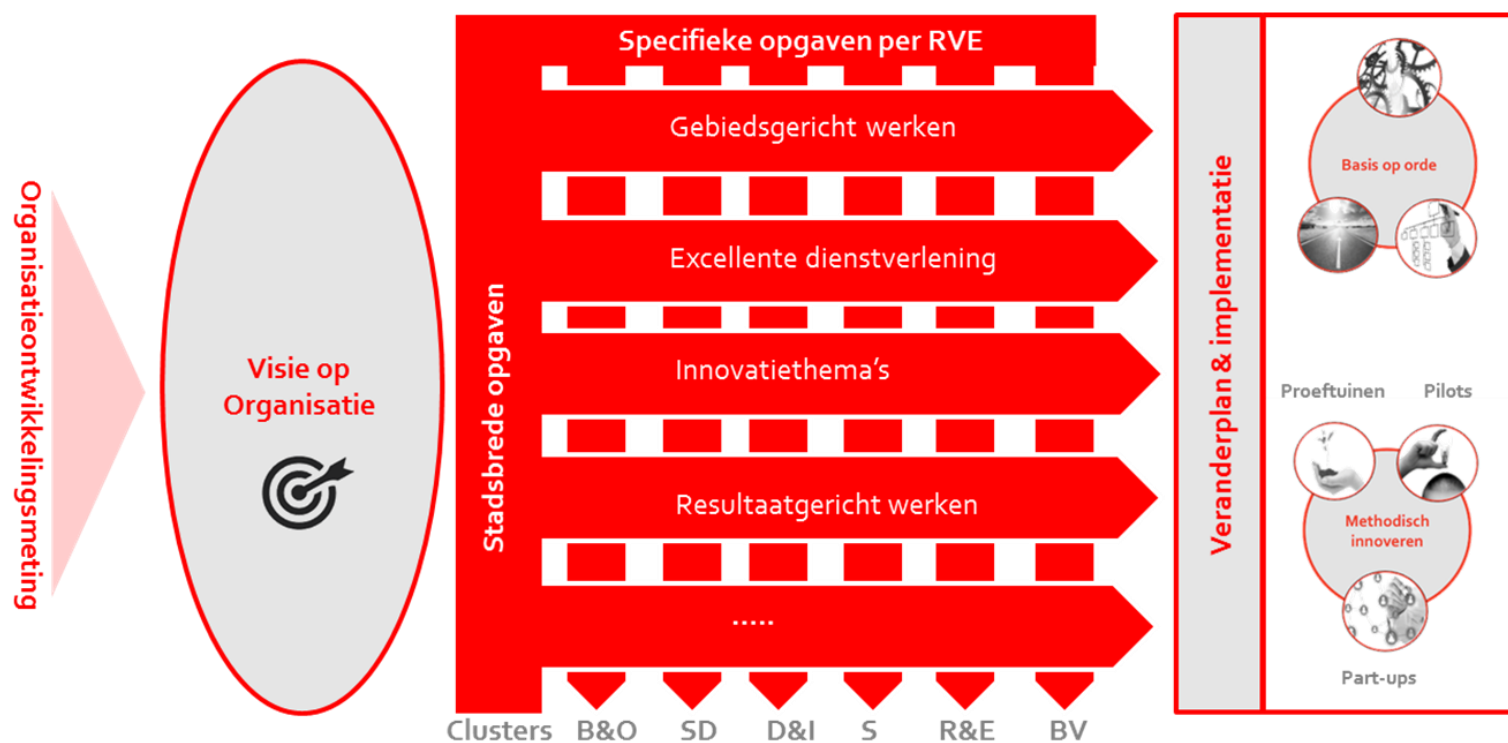 Organisatieontwikkelingsmeting
Visie op
Organisatie
Stadsbrede opgaven
Specifieke opgaven per RVE
Gebiedsgericht werken
Excellente dienstverlening
Innovatiethema's
Resultaatgericht werken
.....
Clusters B&O SD D&I S R&E BV
Veranderplan & implementatie
Basis op orde
Proeftuinen Pilots
Methodisch
innoveren
Part-ups